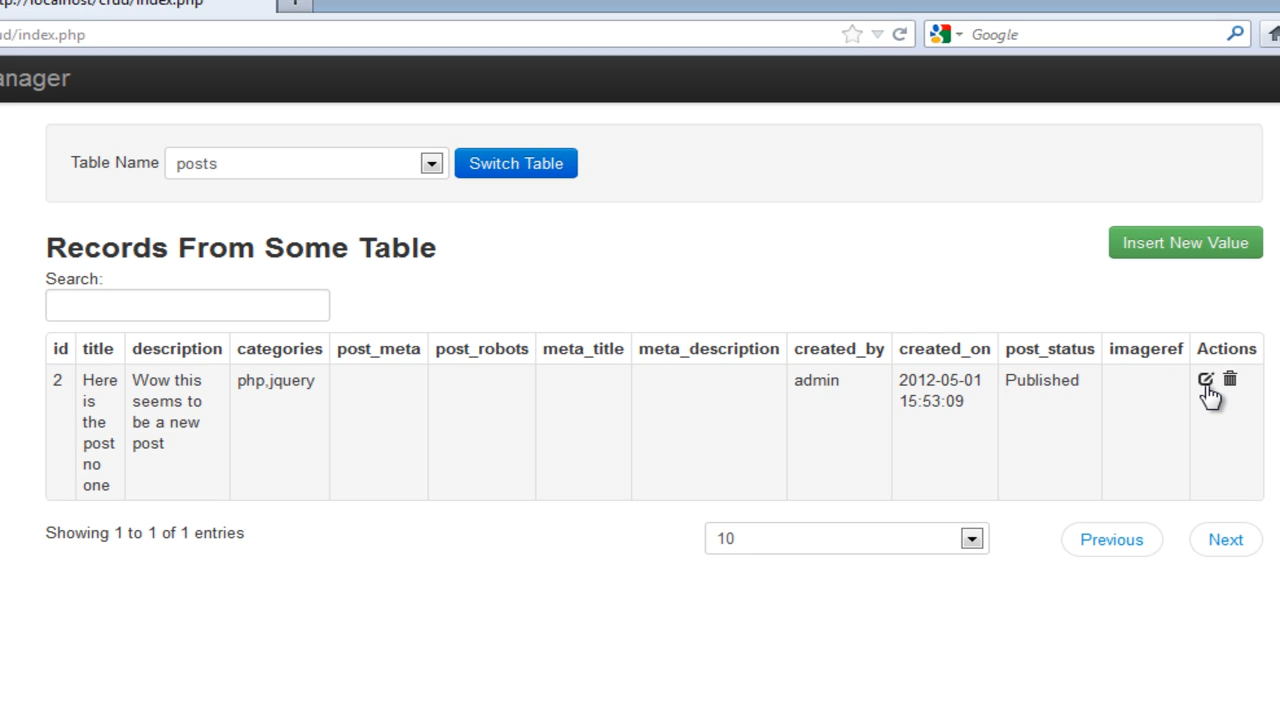 tp://localhost/crud/index.php +
ud/index.php Google
anager
Table Name posts Switch Table
Records From Some Table Insert New Value
Search:
id title description categories post_meta post_robots meta_title meta_description created_by created_on post_status imageref Actions
2 Here Wow this php,jquery admin 2012-05-01 Published
is seems to 15:53:09
the be a new
post post
no
one
Showing 1 to 1 of 1 entries 10 Previous Next